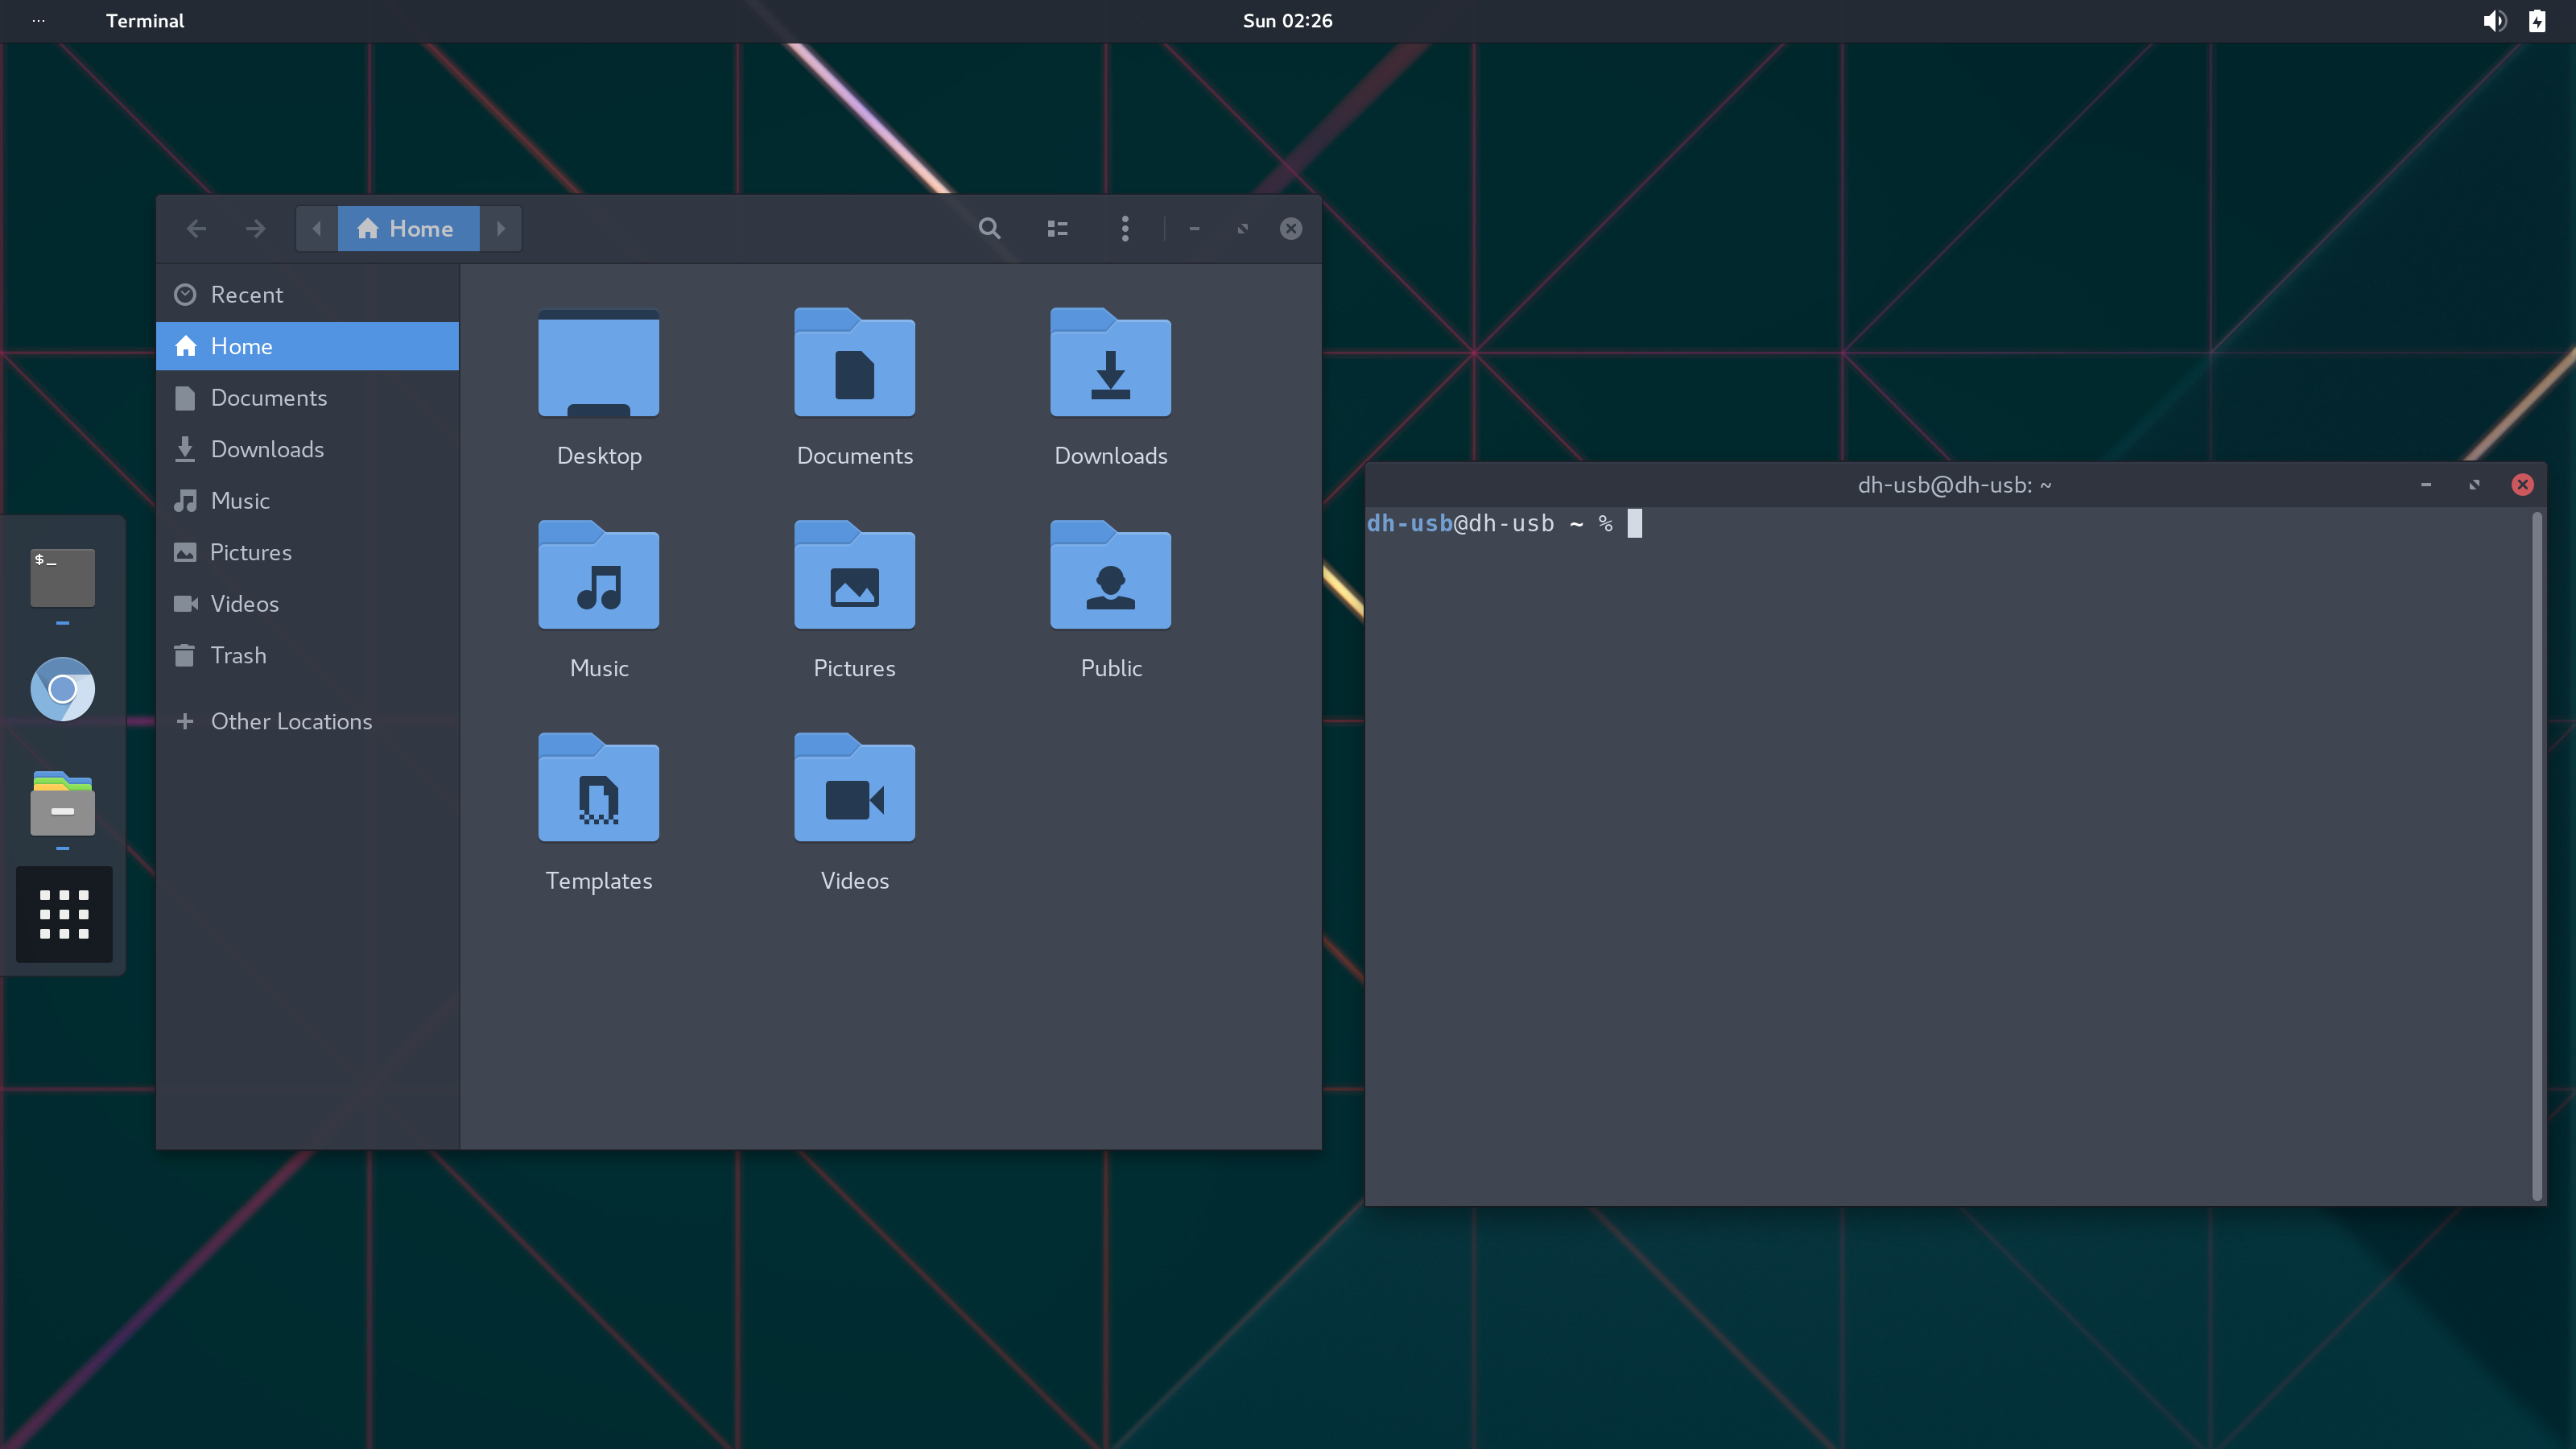 ... Terminal Sun 02:26
Home
Recent
Home
Documents
Downloads
Music
Pictures
Videos
Trash
Other Locations
Desktop Documents Downloads
Music Pictures Public
Templates Videos
dh-usb@dh-usb: ~
dh-usb@dh-usb ~ %
$_